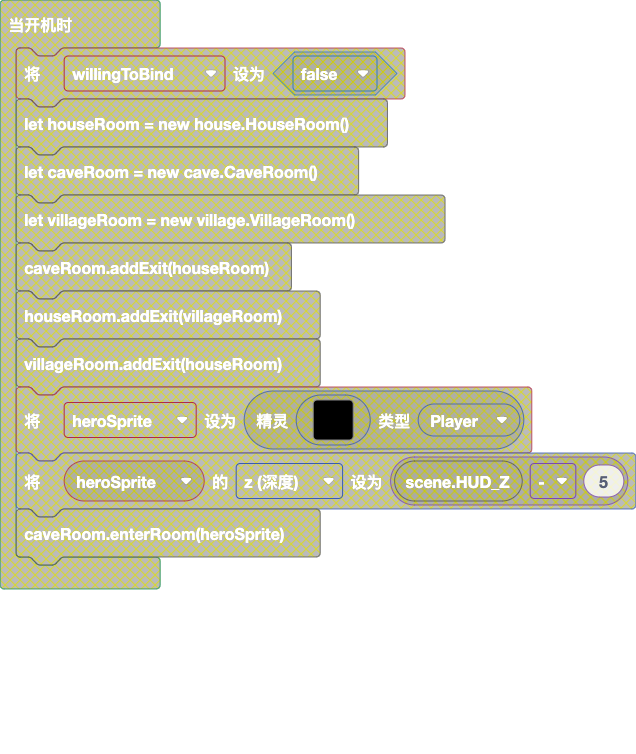 当开机时
将 willingToBind 设为 false
let houseRoom = new house.HouseRoom()
let caveRoom = new cave.CaveRoom()
let villageRoom = new village.VillageRoom()
caveRoom.addExit(houseRoom)
houseRoom.addExit(villageRoom)
villageRoom.addExit(houseRoom)
将 heroSprite 设为 精灵 类型 Player
将 heroSprite 的 z (深度) 设为 scene.HUD_Z - 5
caveRoom.enterRoom(heroSprite)